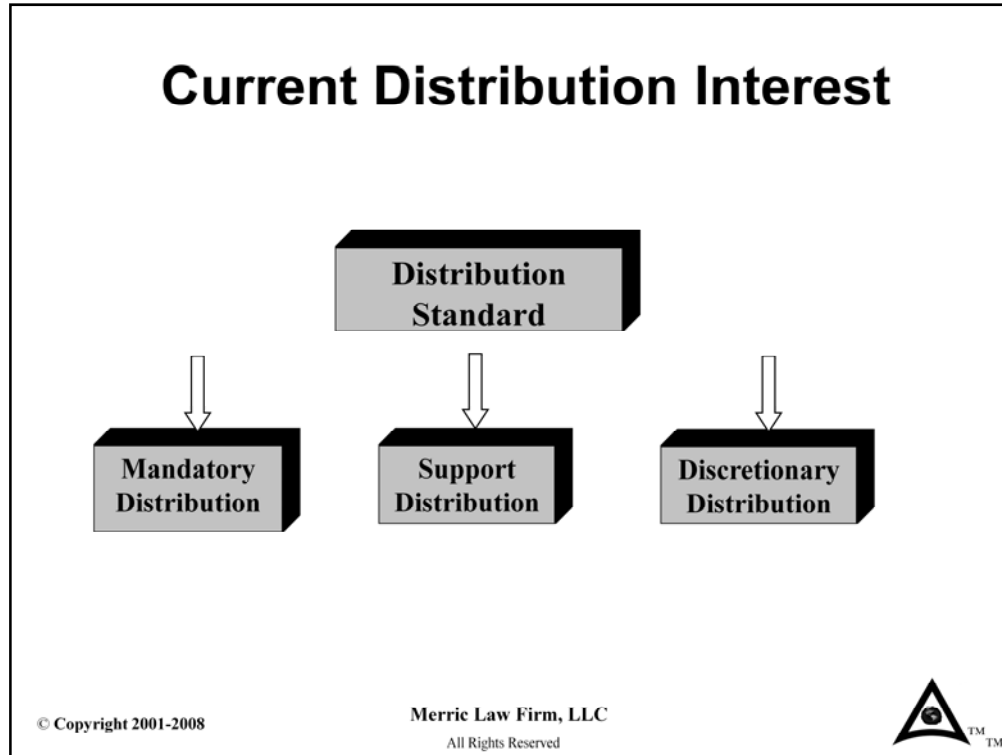 Current Distribution Interest
Distribution
Standard
Mandatory
Distribution
Support
Distribution
Discretionary
Distribution
© Copyright 2001-2008
Merric Law Firm, LLC
All Rights Reserved
TM
TM